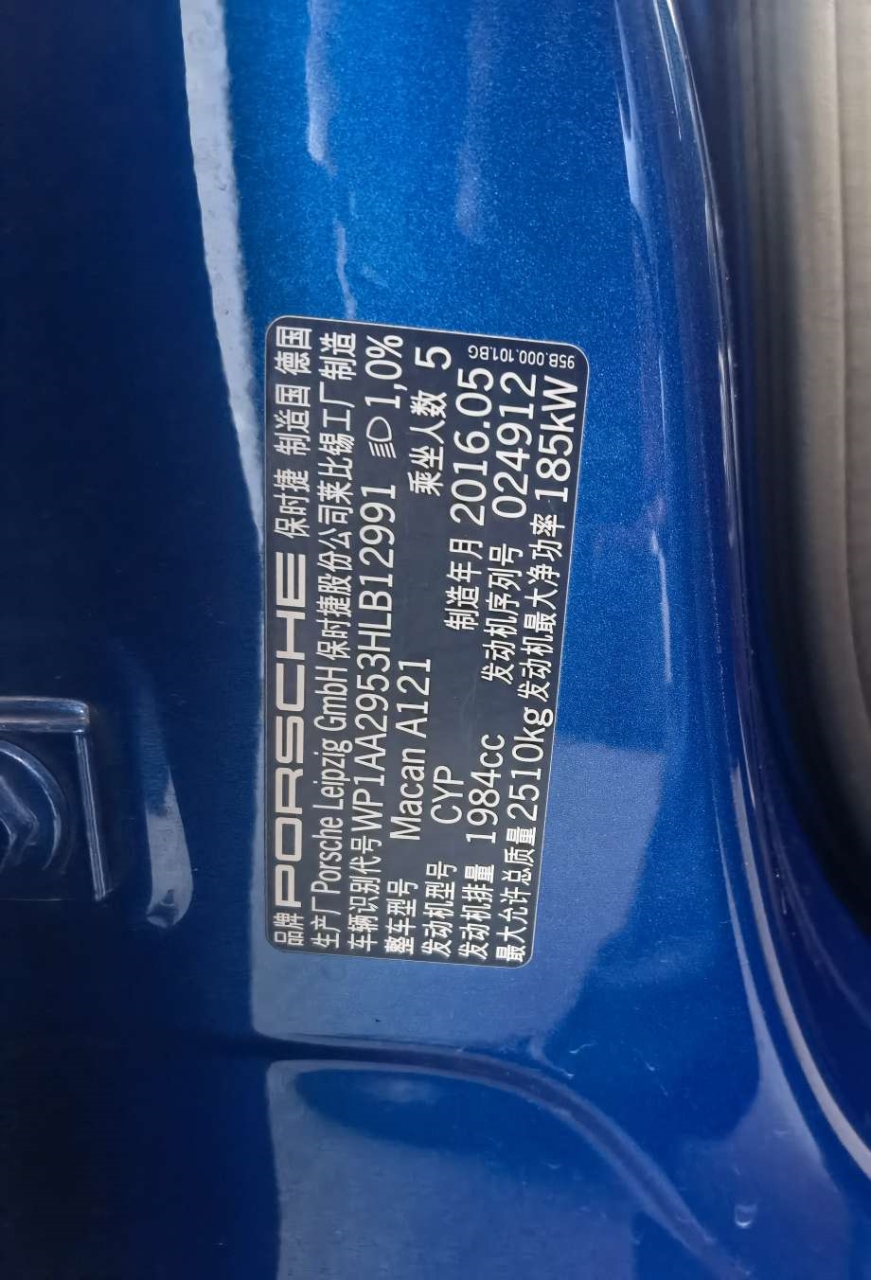 品牌 PORSCHE 保时捷 制造国 德国
生产厂 Porsche Leipzig GmbH 保时捷股份公司莱比锡工厂 制造
车辆识别代号 WP1AA2953HLB12991 1,0%
整车型号 Macan A121 乘坐人数 5
发动机型号 CYP 制造年月 2016.05
发动机排量 1984cc 发动机序列号 024912
最大允许总质量 2510kg 发动机最大净功率 185kW
95B.000.101.BG